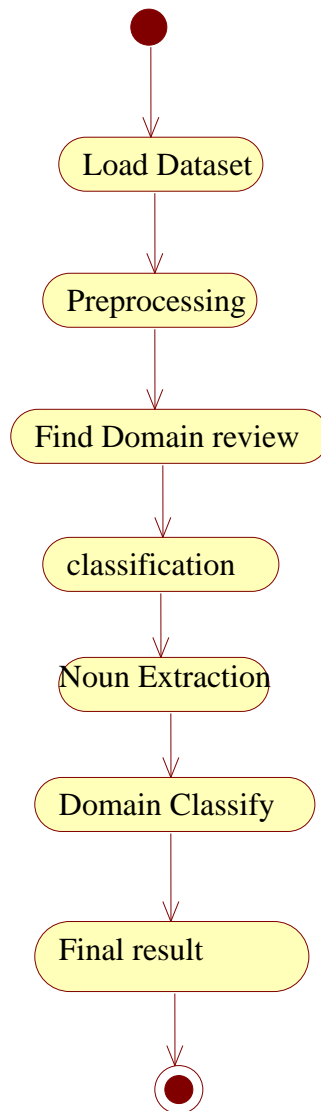 Load Dataset
Preprocessing
Find Domain review
classification
Noun Extraction
Domain Classify
Final result